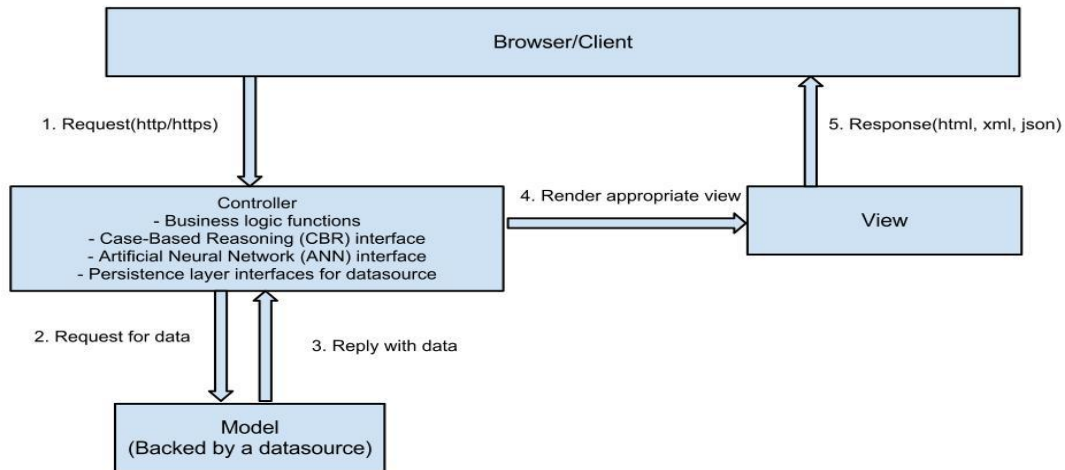 Browser/Client
1. Request(http/https)
5. Response(html, xml, json)
Controller
- Business logic functions
- Case-Based Reasoning (CBR) interface
- Artificial Neural Network (ANN) interface
- Persistence layer interfaces for datasource
4. Render appropriate view
View
2. Request for data
3. Reply with data
Model
(Backed by a datasource)